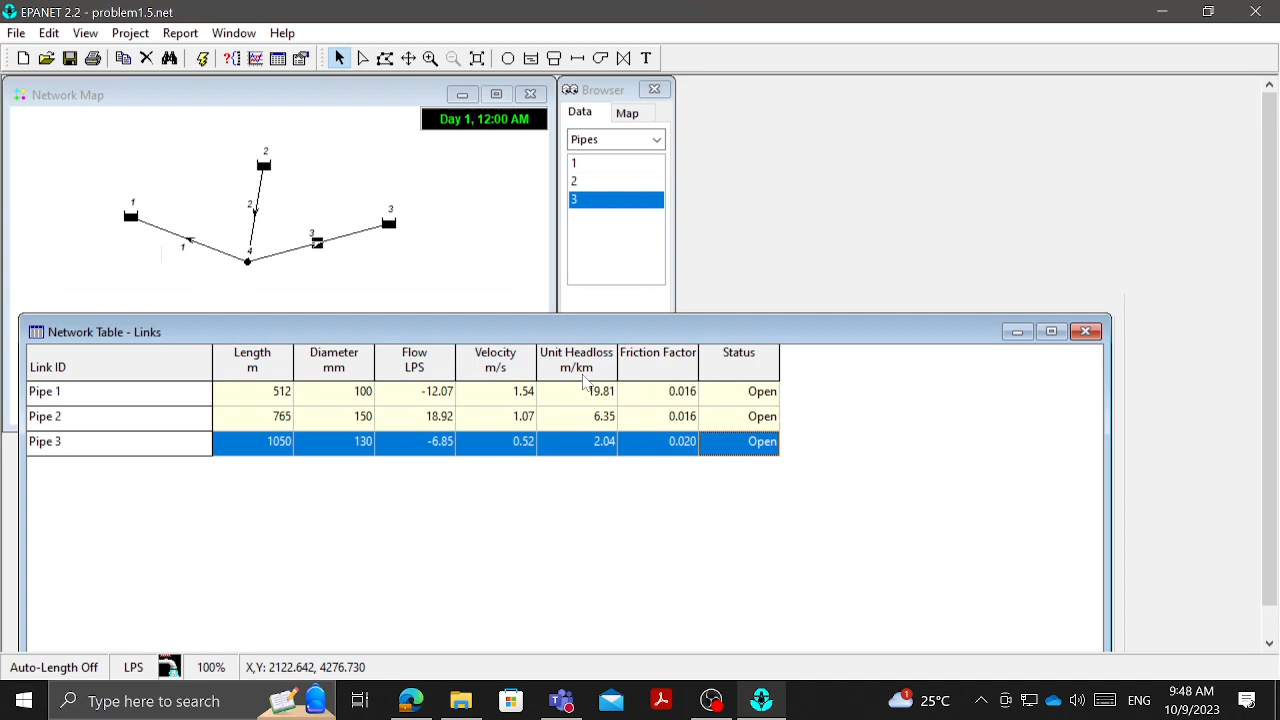 EPANET 2.2 - problem1.5.net
File Edit View Project Report Window Help
Network Map
Day 1, 12:00 AM
2
1
2
3
3
4
1
Browser
Data Map
Pipes
1
2
3
Network Table - Links
Link ID Length m Diameter mm Flow LPS Velocity m/s Unit Headloss m/km Friction Factor Status
Pipe 1 512 100 -12.07 1.54 19.81 0.016 Open
Pipe 2 765 150 18.92 1.07 6.35 0.016 Open
Pipe 3 1050 130 -6.85 0.52 2.04 0.020 Open
Auto-Length Off LPS 100% X,Y: 2122.642, 4276.730
Type here to search
1 25°C ENG 9:48 AM
10/9/2023